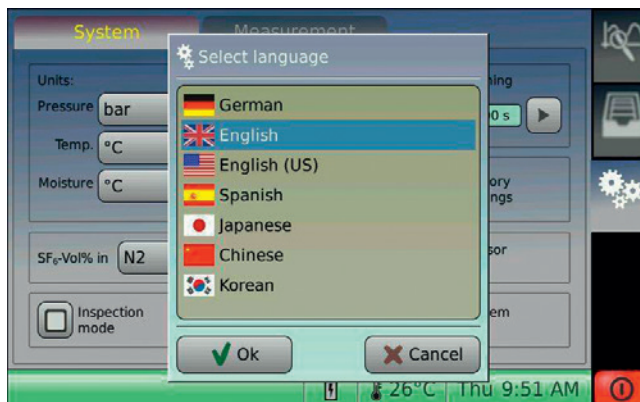 System
Measurement
Select language
Units:
Pressure bar
Temp. °C
Moisture °C
SF₆-Vol% in N2
Inspection
mode
German
English
English (US)
Spanish
Japanese
Chinese
Korean
Ok
Cancel
0 s
26°C Thu 9:51 AM